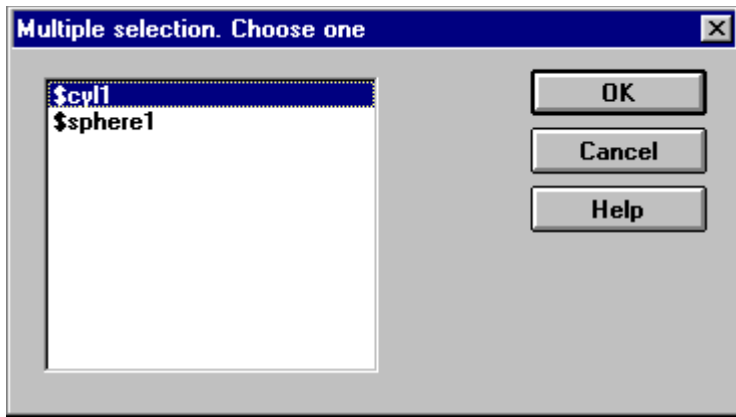 Multiple selection. Choose one
$cyl1
$sphere1
OK
Cancel
Help